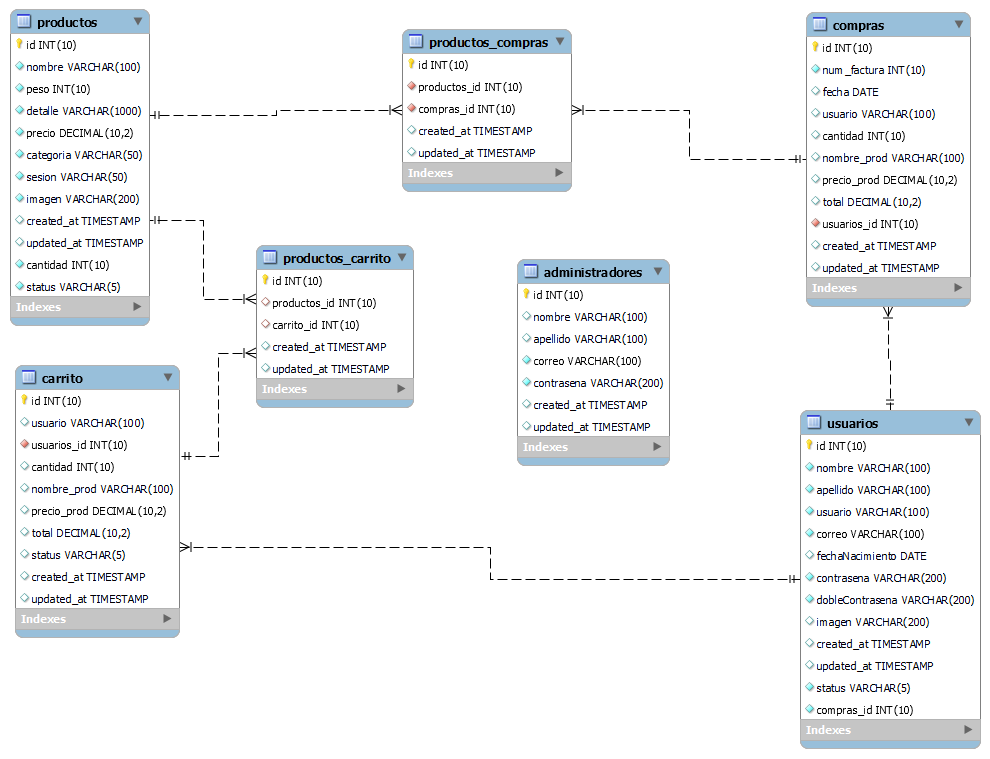 productos
id INT(10)
nombre VARCHAR(100)
peso INT(10)
detalle VARCHAR(1000)
precio DECIMAL(10,2)
categoria VARCHAR(50)
sesion VARCHAR(50)
imagen VARCHAR(200)
created_at TIMESTAMP
updated_at TIMESTAMP
cantidad INT(10)
status VARCHAR(5)
Indexes
productos_compras
id INT(10)
productos_id INT(10)
compras_id INT(10)
created_at TIMESTAMP
updated_at TIMESTAMP
Indexes
compras
id INT(10)
num_factura INT(10)
fecha DATE
usuario VARCHAR(100)
cantidad INT(10)
nombre_prod VARCHAR(100)
precio_prod DECIMAL(10,2)
total DECIMAL(10,2)
usuarios_id INT(10)
created_at TIMESTAMP
updated_at TIMESTAMP
Indexes
productos_carrito
id INT(10)
productos_id INT(10)
carrito_id INT(10)
created_at TIMESTAMP
updated_at TIMESTAMP
Indexes
administradores
id INT(10)
nombre VARCHAR(100)
apellido VARCHAR(100)
correo VARCHAR(100)
contrasena VARCHAR(200)
created_at TIMESTAMP
updated_at TIMESTAMP
Indexes
carrito
id INT(10)
usuario VARCHAR(100)
usuarios_id INT(10)
cantidad INT(10)
nombre_prod VARCHAR(100)
precio_prod DECIMAL(10,2)
total DECIMAL(10,2)
status VARCHAR(5)
created_at TIMESTAMP
updated_at TIMESTAMP
Indexes
usuarios
id INT(10)
nombre VARCHAR(100)
apellido VARCHAR(100)
usuario VARCHAR(100)
correo VARCHAR(100)
fechaNacimiento DATE
contrasena VARCHAR(200)
dobleContrasena VARCHAR(200)
imagen VARCHAR(200)
created_at TIMESTAMP
updated_at TIMESTAMP
status VARCHAR(5)
compras_id INT(10)
Indexes